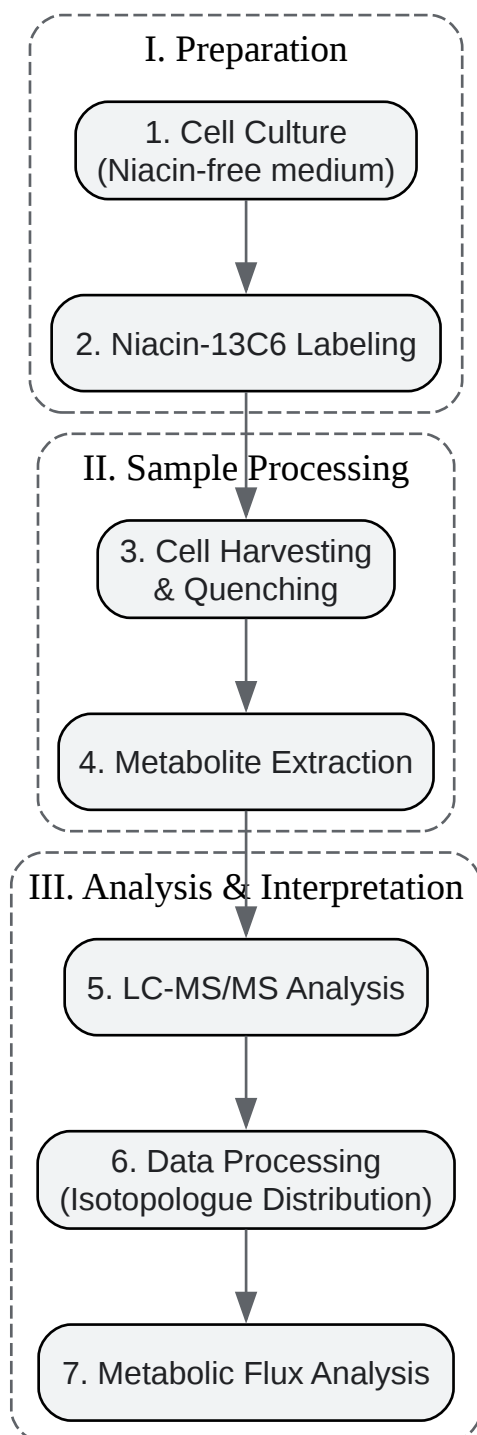 I. Preparation
1. Cell Culture
(Niacin-free medium)
2. Niacin-13C6 Labeling
II. Sample Processing
3. Cell Harvesting
& Quenching
4. Metabolite Extraction
III. Analysis & Interpretation
5. LC-MS/MS Analysis
6. Data Processing
(Isotopologue Distribution)
7. Metabolic Flux Analysis